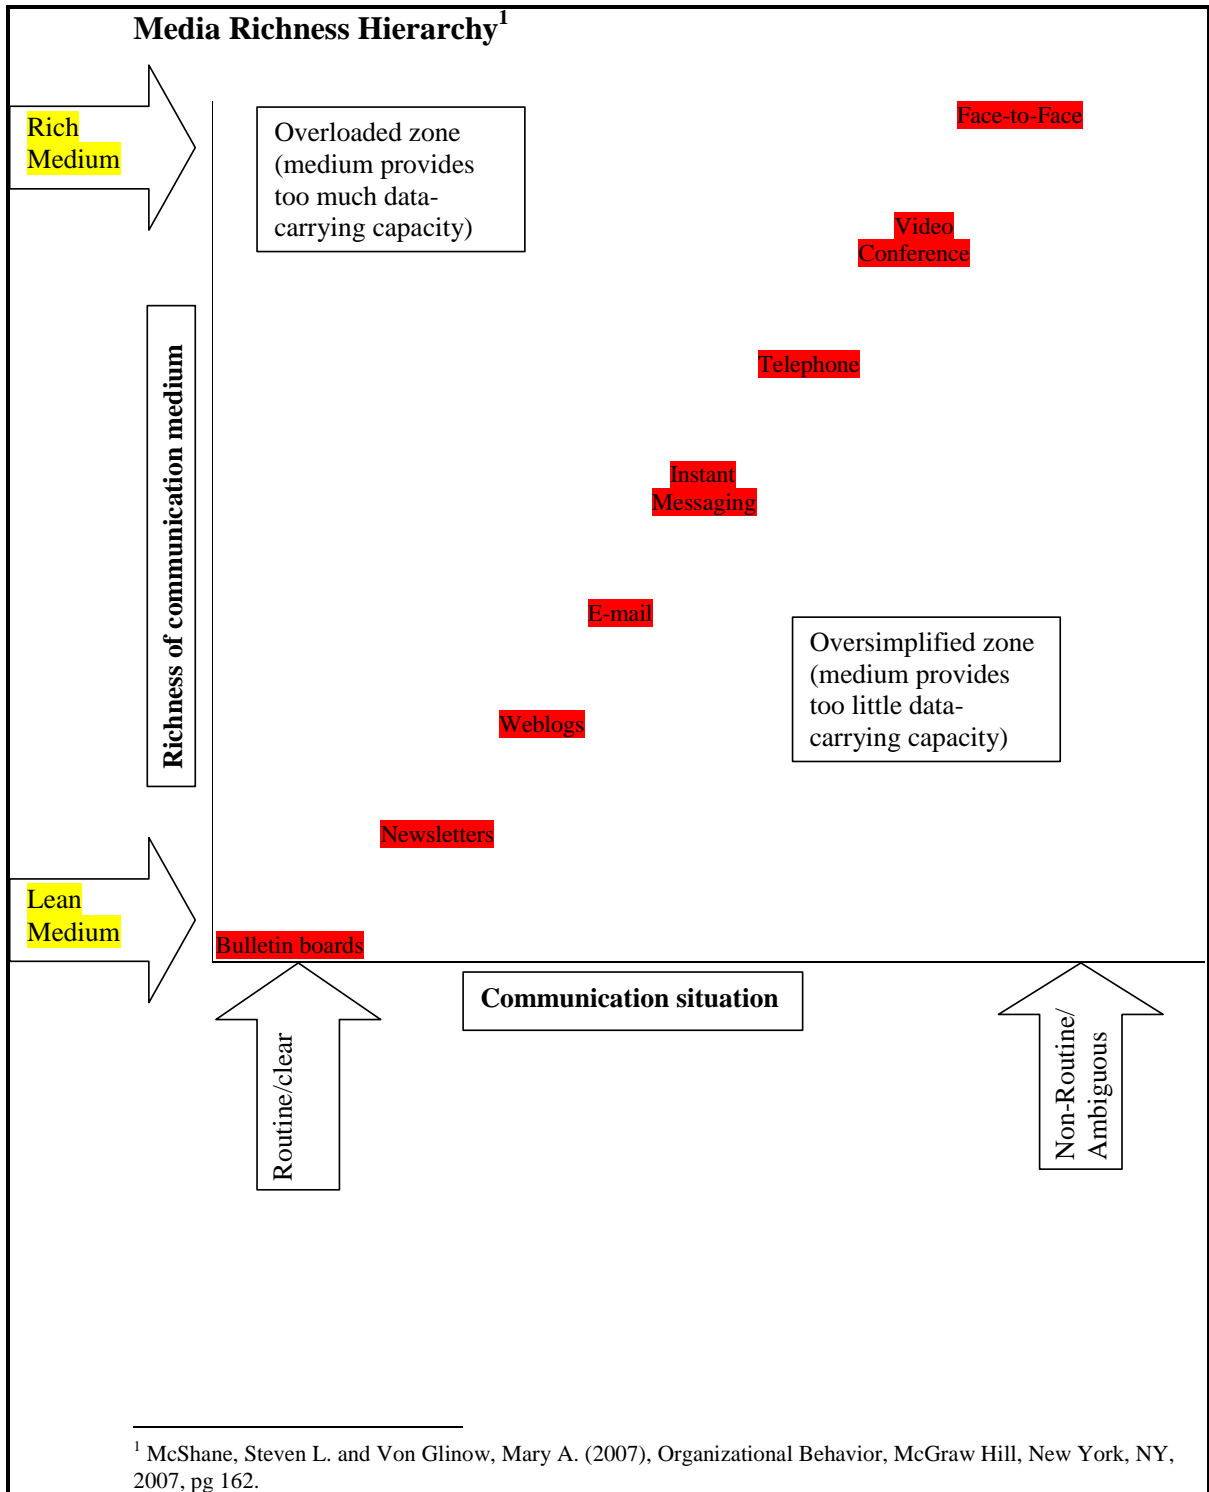 Media Richness Hierarchy1
Rich
Medium
Overloaded zone
(medium provides
too much data-
carrying capacity)
Face-to-Face
Video
Conference
Telephone
Richness of communication medium
Instant
Messaging
E-mail
Oversimplified zone
(medium provides
too little data-
carrying capacity)
Weblogs
Newsletters
Lean
Medium
Bulletin boards
Communication situation
Routine/clear
Non-Routine/
Ambiguous
1 McShane, Steven L. and Von Glinow, Mary A. (2007), Organizational Behavior, McGraw Hill, New York, NY,
2007, pg 162.